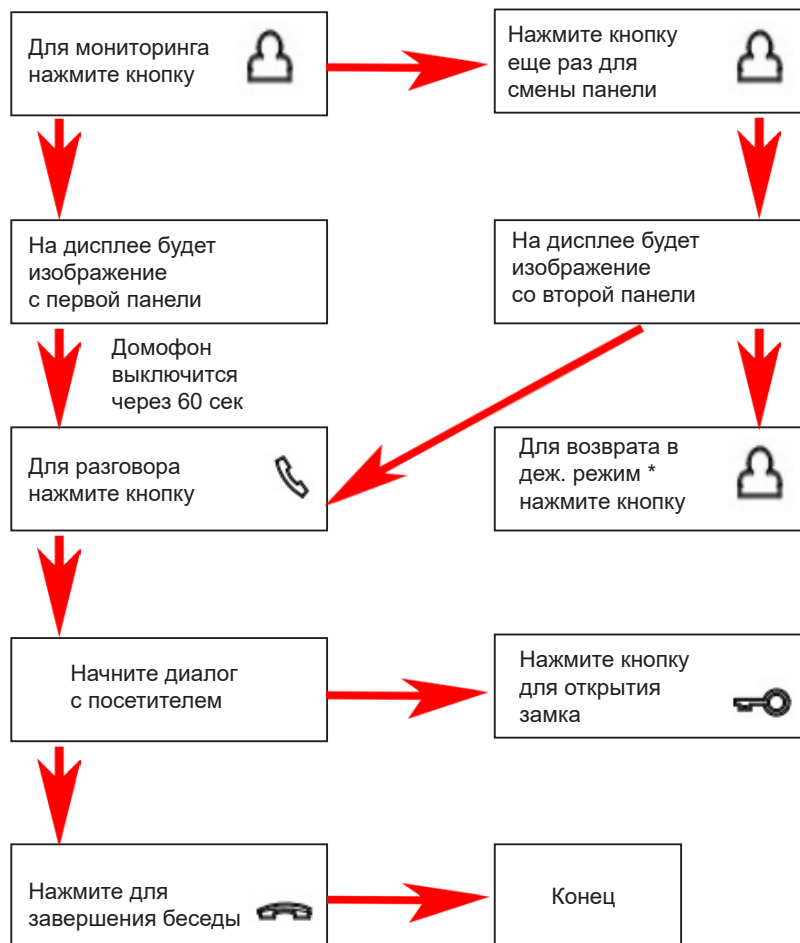 Для мониторинга
нажмите кнопку
Нажмите кнопку
еще раз для
смены панели
На дисплее будет
изображение
с первой панели
На дисплее будет
изображение
со второй панели
Домофон
выключится
через 60 сек
Для разговора
нажмите кнопку
Для возврата в
деж. режим *
нажмите кнопку
Начните диалог
с посетителем
Нажмите кнопку
для открытия
замка
Нажмите для
завершения беседы
Конец